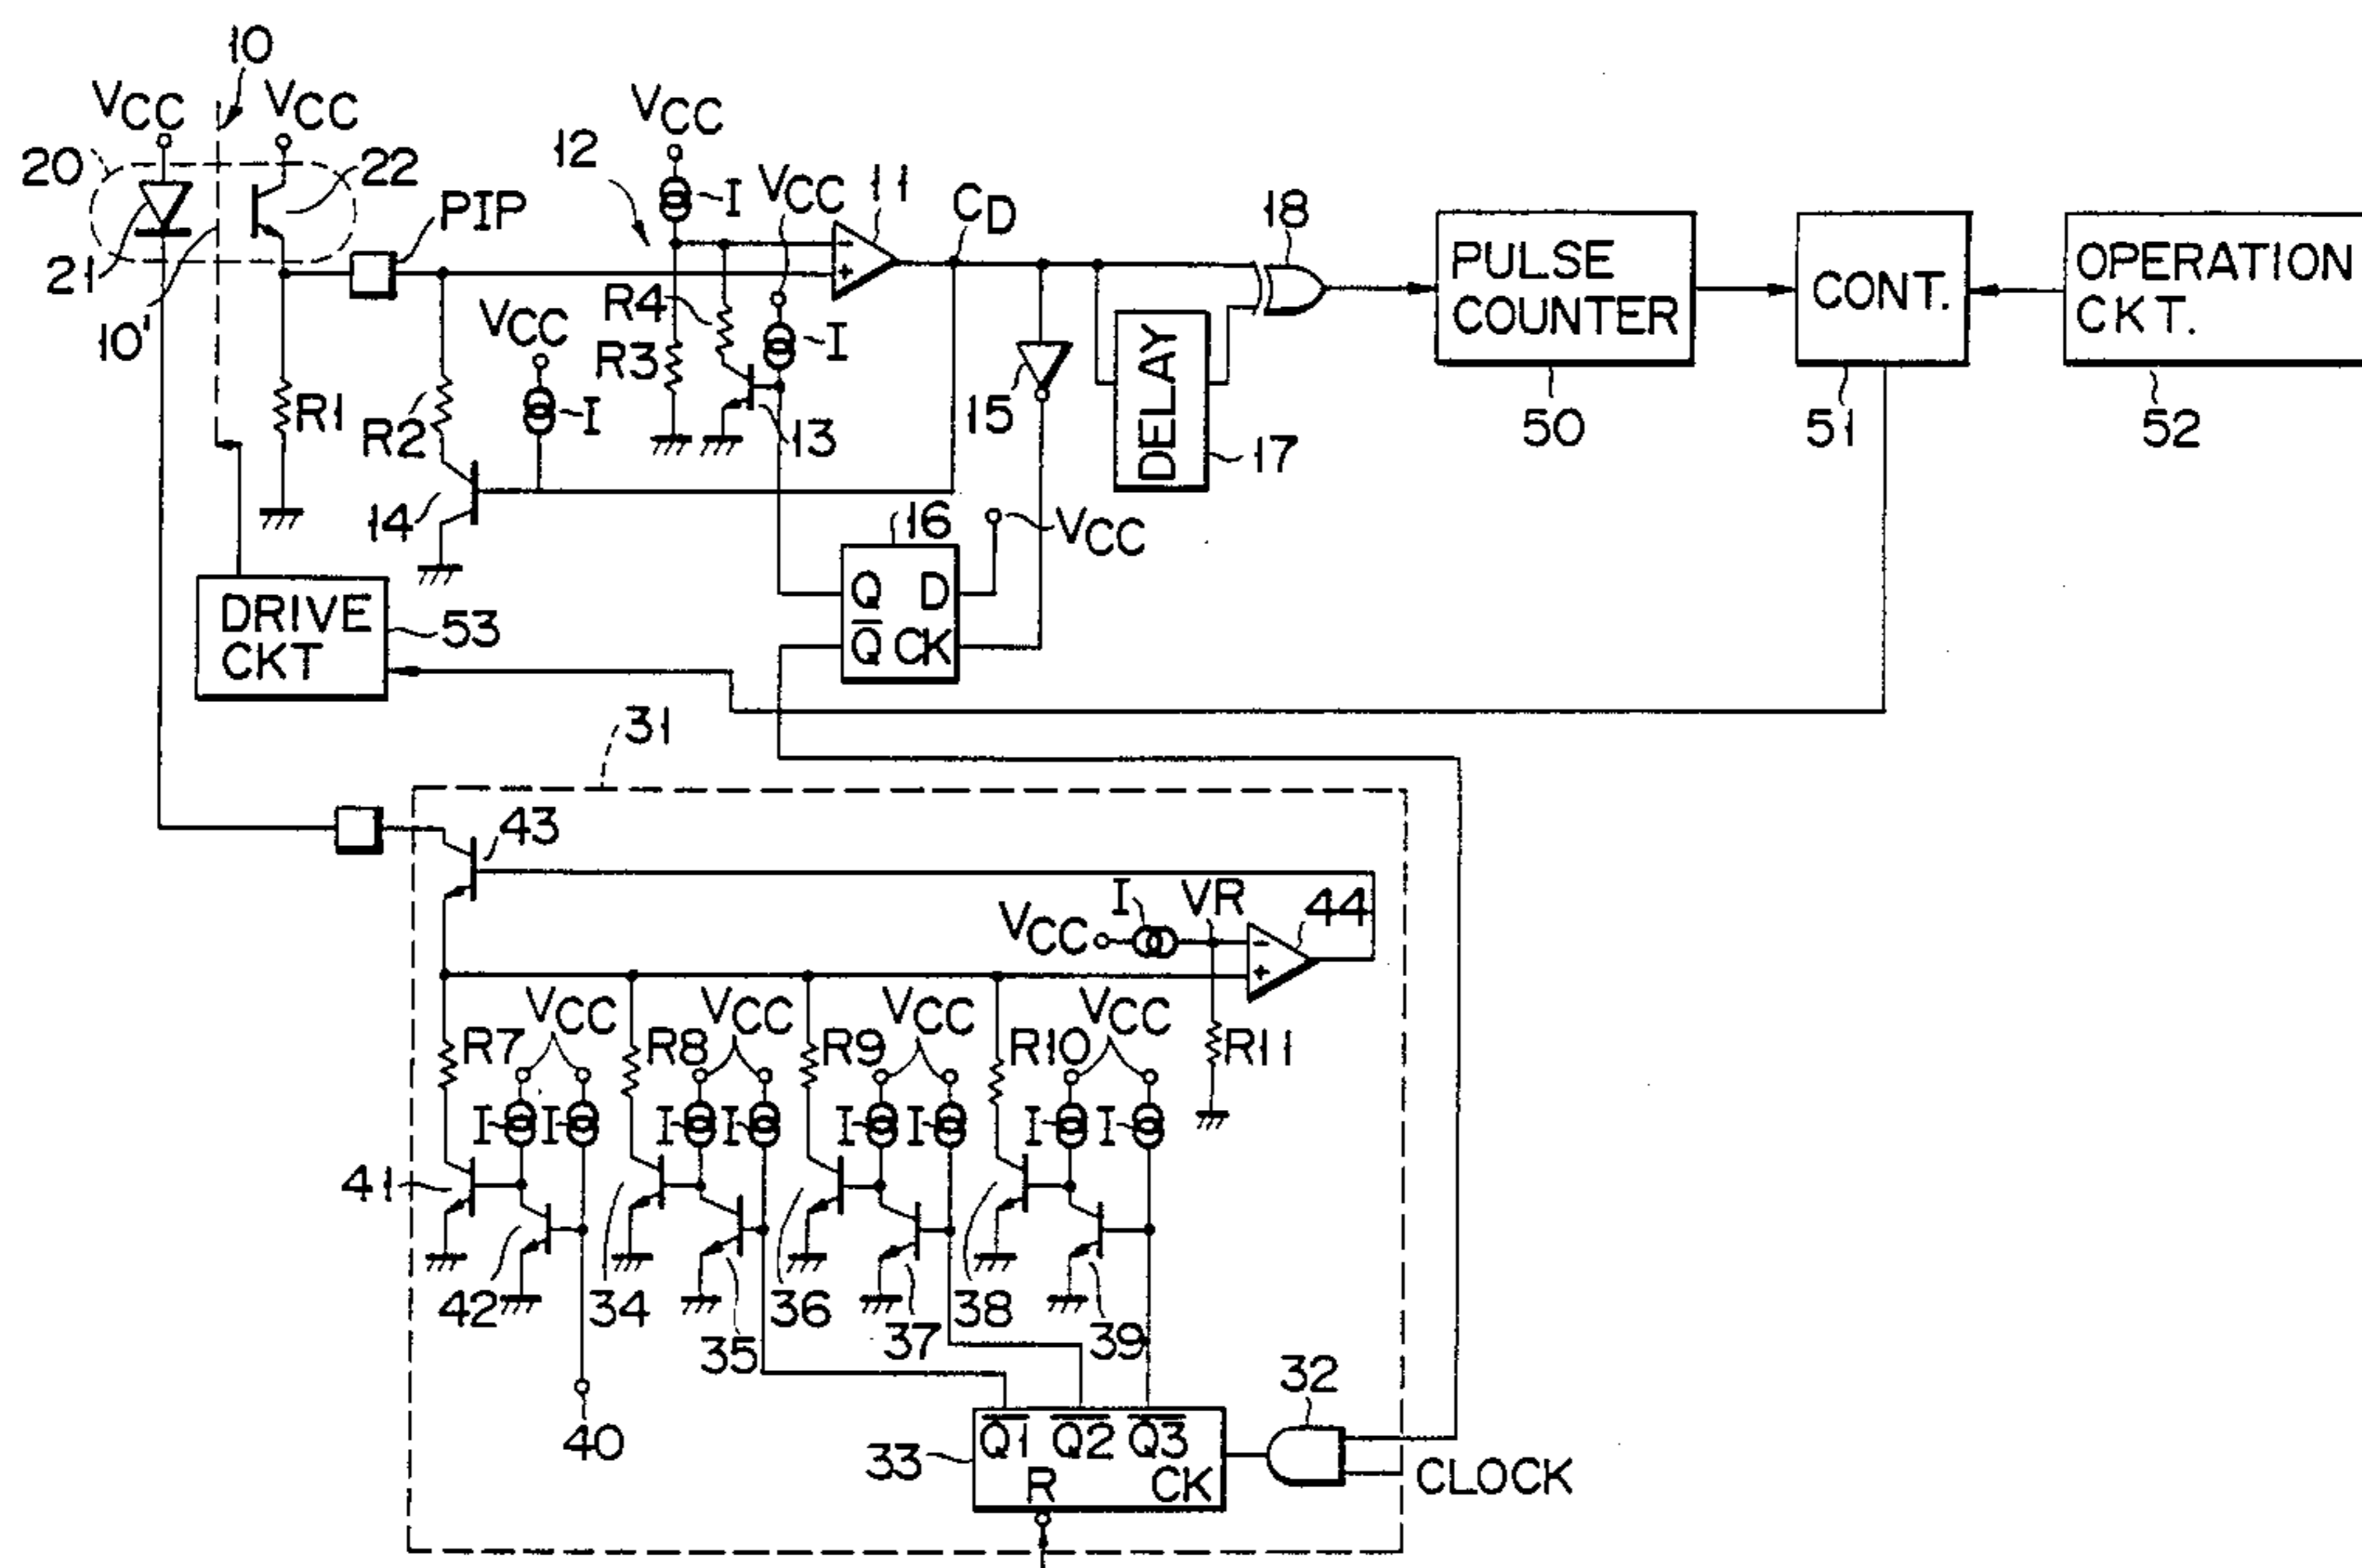 10
VCC
VCC
VCC
20
12
22
I
VCC
11
PIP
CD
18
21
10'
PULSE
COUNTER
CONT.
OPERATION
CKT.
VCC
R4
I
R3
DELAY
R1
R2
I
15
13
50
51
52
17
14
16
VCC
DRIVE
CKT
53
Q D
Q̅ CK
31
43
I
VR
44
VCC
-
+
-
+
VCC
VCC
VCC
VCC
R7
R8
R9
R10
R11
I
I
I
I
I
I
I
I
41
42
34
35
36
37
38
39
32
40
33
Q̅1 Q̅2 Q̅3
R CK
CLOCK